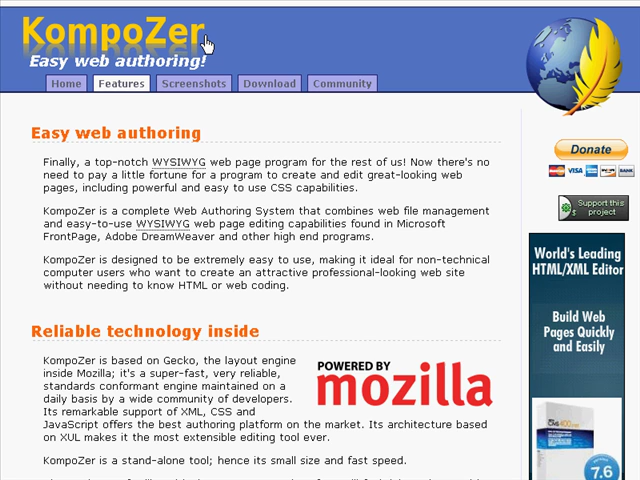 KompoZer
Easy web authoring!
Home
Features
Screenshots
Download
Community
Easy web authoring
Finally, a top-notch WYSIWYG web page program for the rest of us! Now there's no
need to pay a little fortune for a program to create and edit great-looking web
pages, including powerful and easy to use CSS capabilities.
KompoZer is a complete Web Authoring System that combines web file management
and easy-to-use WYSIWYG web page editing capabilities found in Microsoft
FrontPage, Adobe DreamWeaver and other high end programs.
KompoZer is designed to be extremely easy to use, making it ideal for non-technical
computer users who want to create an attractive professional-looking web site
without needing to know HTML or web coding.
Reliable technology inside
KompoZer is based on Gecko, the layout engine
inside Mozilla; it's a super-fast, very reliable,
standards conformant engine maintained on a
daily basis by a wide community of developers.
Its remarkable support of XML, CSS and
JavaScript offers the best authoring platform on the market. Its architecture based
on XUL makes it the most extensible editing tool ever.
KompoZer is a stand-alone tool; hence its small size and fast speed.
POWERED BY
mozilla
Donate
VISA
BANK
Support this
project
World's Leading
HTML/XML Editor
Build Web
Pages Quickly
and Easily
7.6